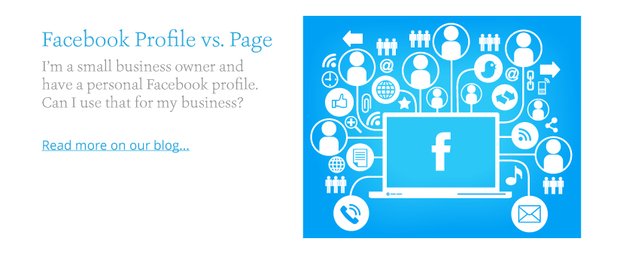 Facebook Profile vs. Page
I'm a small business owner and
have a personal Facebook profile.
Can I use that for my business?
Read more on our blog...
f
@
@